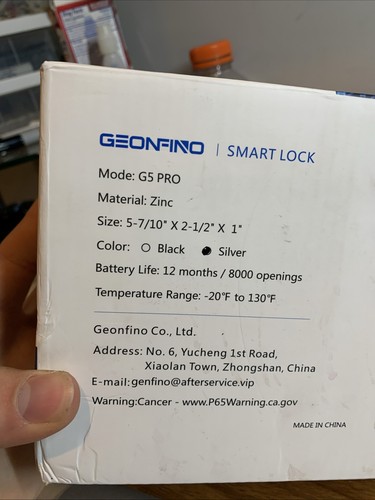 GEONFINO | SMART LOCK
Mode: G5 PRO
Material: Zinc
Size: 5-7/10" X 2-1/2" X 1"
Color: ○ Black ● Silver
Battery Life: 12 months / 8000 openings
Temperature Range: -20°F to 130°F
Geonfino Co., Ltd.
Address: No. 6, Yucheng 1st Road,
Xiaolan Town, Zhongshan, China
E-mail:genfino@afterservice.vip
Warning:Cancer - www.P65Warning.ca.gov
MADE IN CHINA